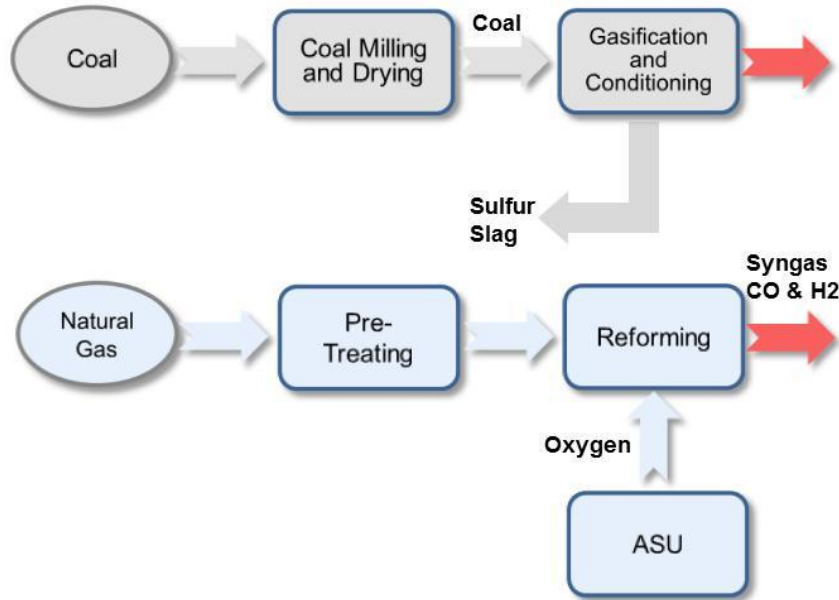 Coal
Coal Milling
and Drying
Coal
Gasification
and
Conditioning
Sulfur
Slag
Natural
Gas
Pre-
Treating
Reforming
Syngas
CO & H2
Oxygen
ASU